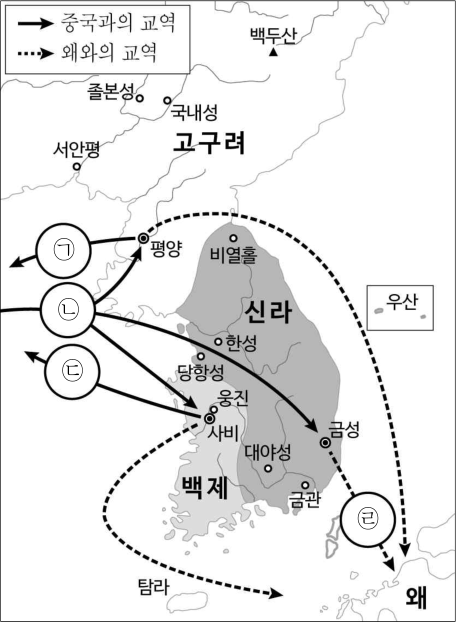 중국과의 교역
왜와의 교역
백두산
졸본성
국내성
고구려
서안평
㉠
평양
비열홀
㉡
신라
우산
한성
㉢
당항성
웅진
사비
금성
대야성
백제
금관
㉣
탐라
왜